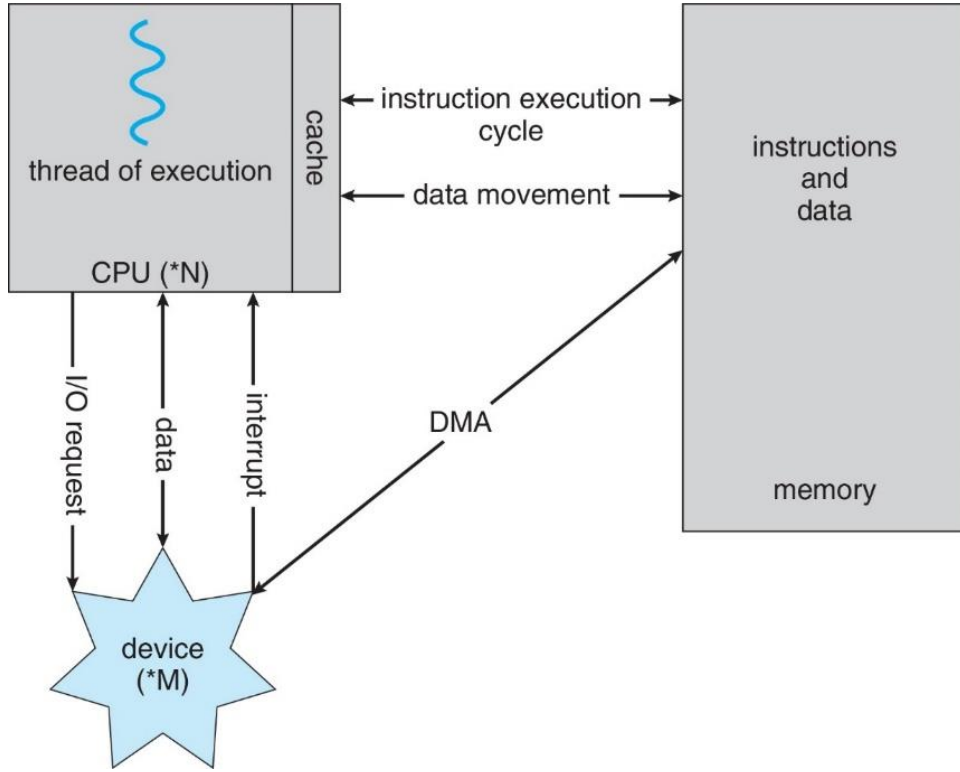 thread of execution
CPU (*N)
cache
instruction execution
cycle
data movement
instructions
and
data
memory
I/O request
data
interrupt
DMA
device
(*M)